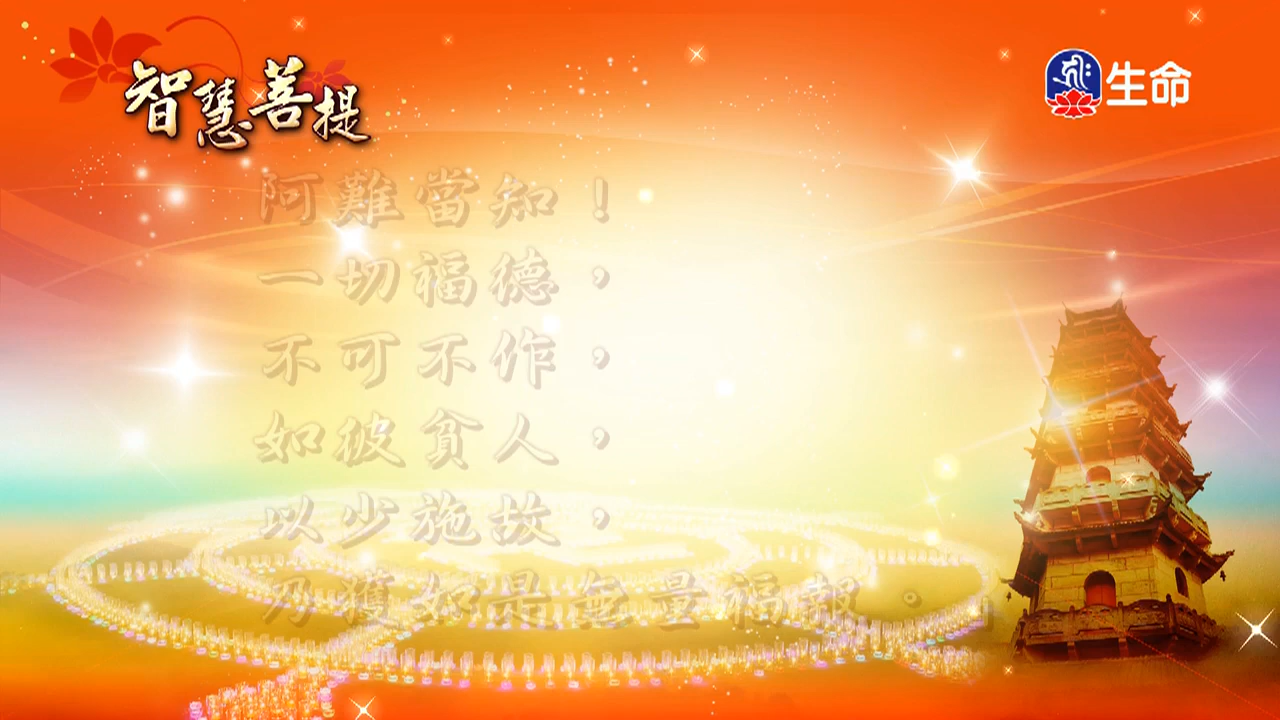 智慧菩提
生命
阿難當知！
一切福德，
不可不作，
如彼貧人，
以少施故，
乃獲如是無量福報。